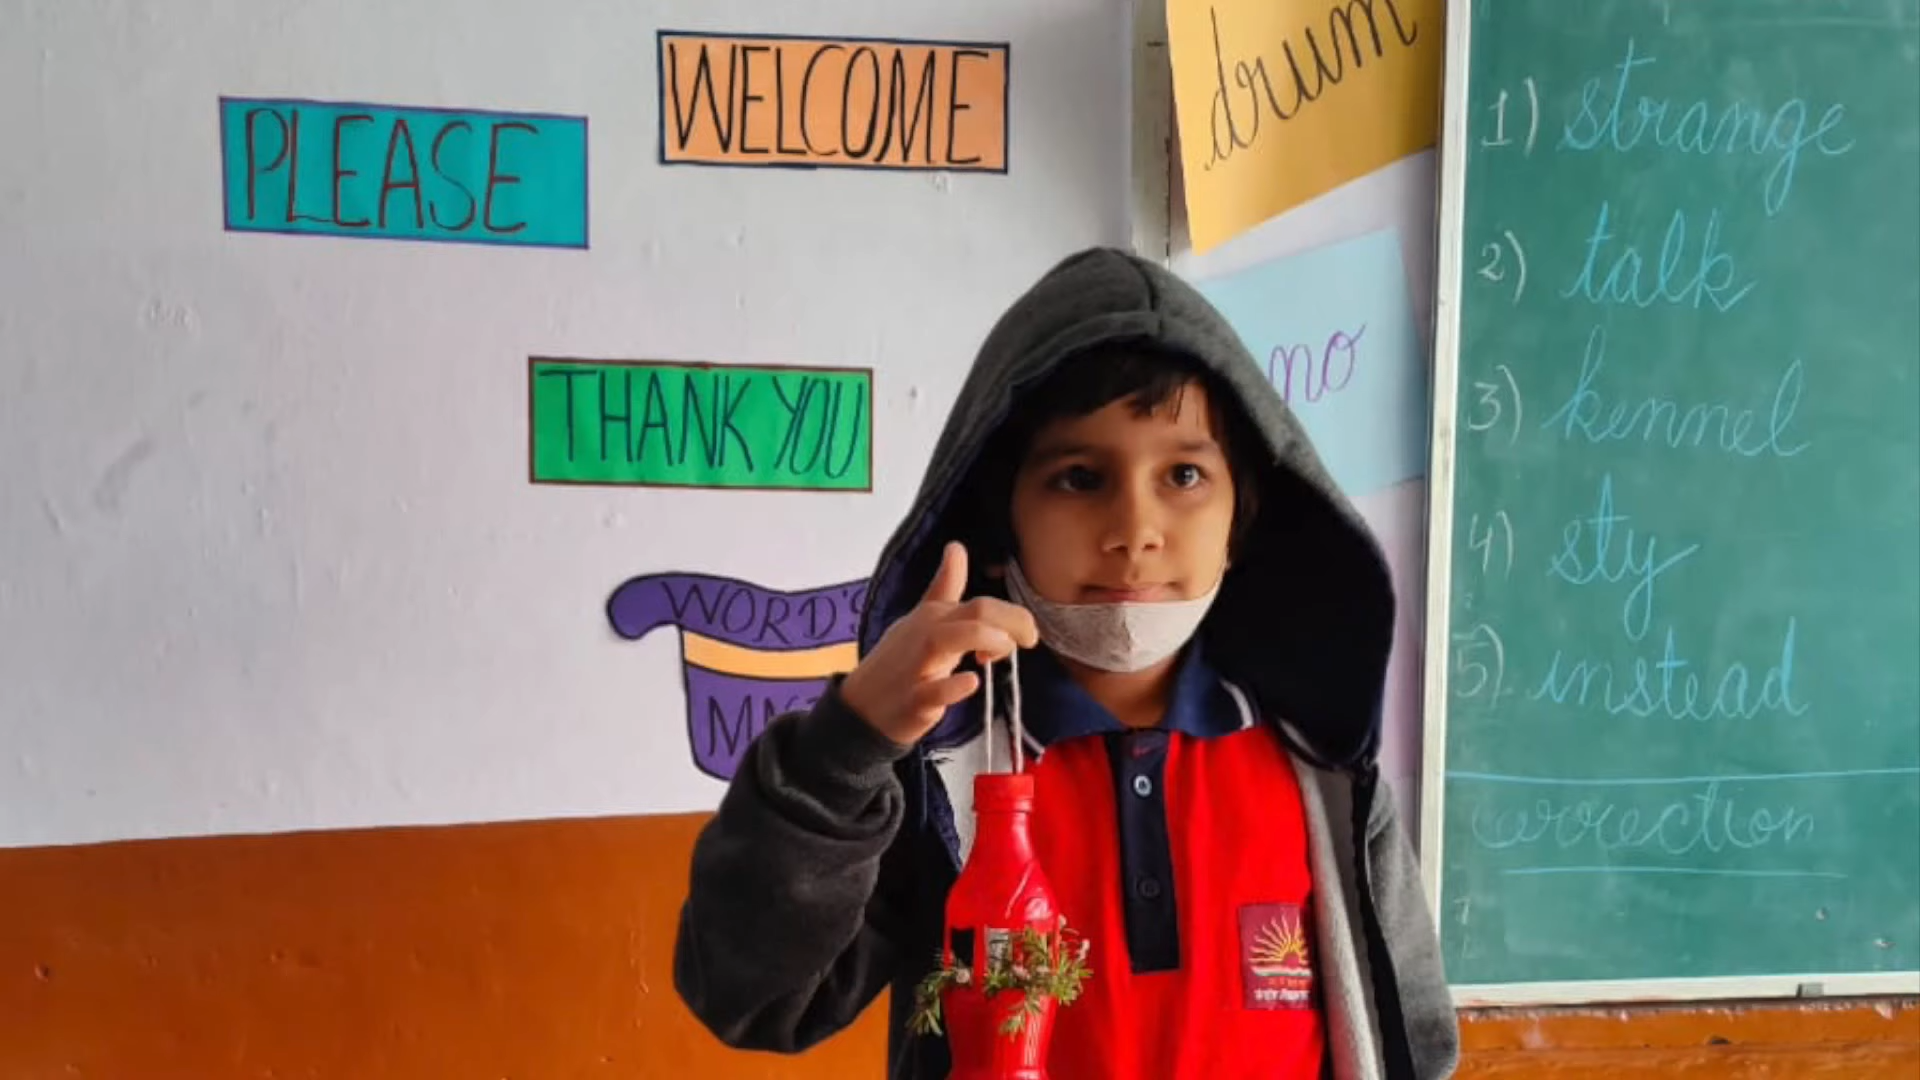 PLEASE
WELCOME
THANK YOU
WORD'S
drum
no
1) strange
2) talk
3) kennel
4) sty
5) instead
correction